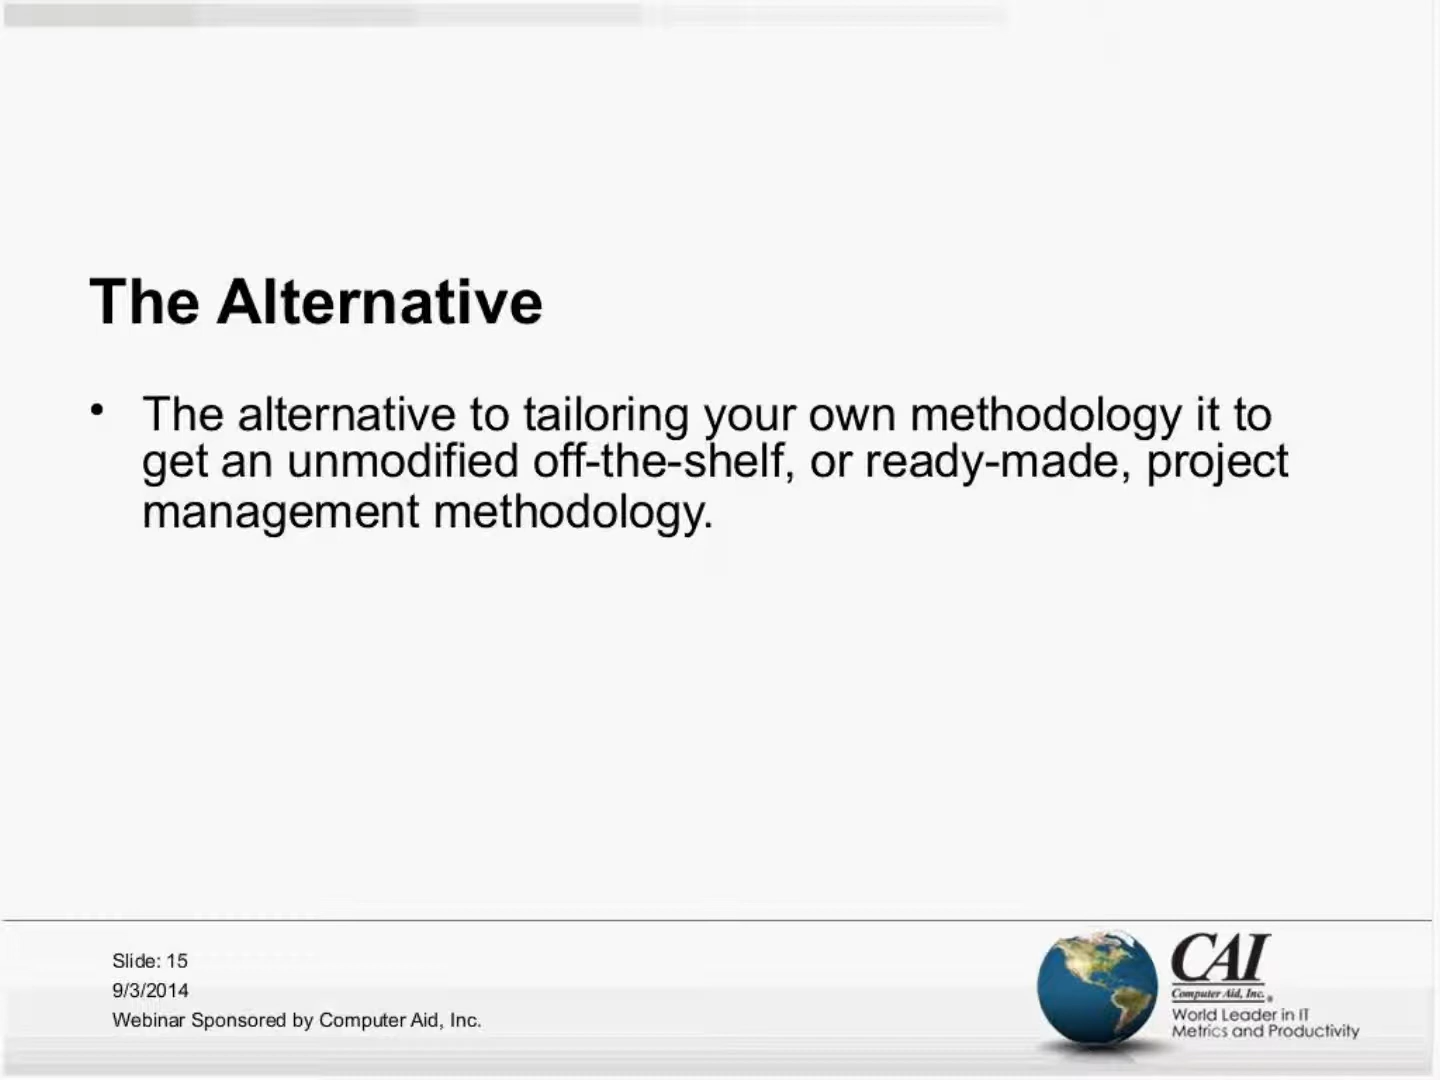 The Alternative
• The alternative to tailoring your own methodology it to
get an unmodified off-the-shelf, or ready-made, project
management methodology.
Slide: 15
9/3/2014
Webinar Sponsored by Computer Aid, Inc.
CAI
Computer Aid, Inc.®
World Leader in IT
Metrics and Productivity